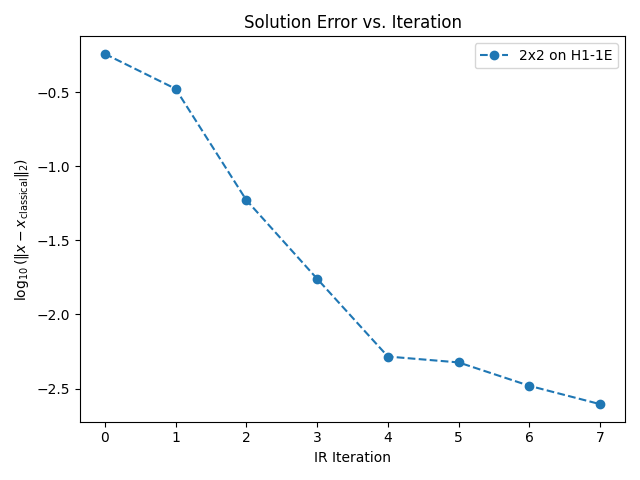 Solution Error vs. Iteration
2x2 on H1-1E
log₁₀(‖x − x_classical‖₂)
−0.5
−1.0
−1.5
−2.0
−2.5
0 1 2 3 4 5 6 7
IR Iteration